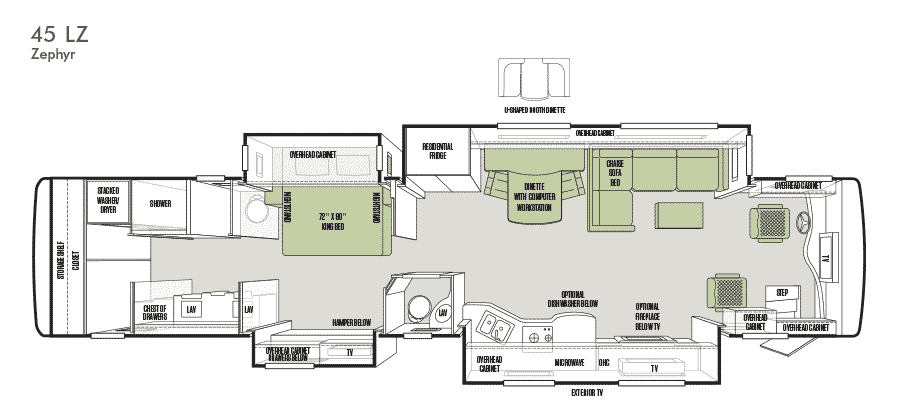 45 LZ
Zephyr
U-SHAPED BOOTH DINETTE
OVERHEAD CABINET
RESIDENTIAL
FRIDGE
OVERHEAD CABINET
CHAISE
SOFA
BED
DINETTE
WITH COMPUTER
WORKSTATION
OVERHEAD CABINET
STACKED
WASHER/
DRYER
SHOWER
NIGHTSTAND
72" X 80"
KING BED
NIGHTSTAND
STORAGE SHELF
CLOSET
TV
STEP
CHEST OF
DRAWERS
LAV
LAV
HAMPER BELOW
LAV
OPTIONAL
DISHWASHER BELOW
OPTIONAL
FIREPLACE
BELOW TV
OVERHEAD
CABINET
OVERHEAD CABINET
OVERHEAD CABINET
DRAWERS BELOW
TV
OVERHEAD
CABINET
MICROWAVE
OHC
TV
EXTERIOR TV